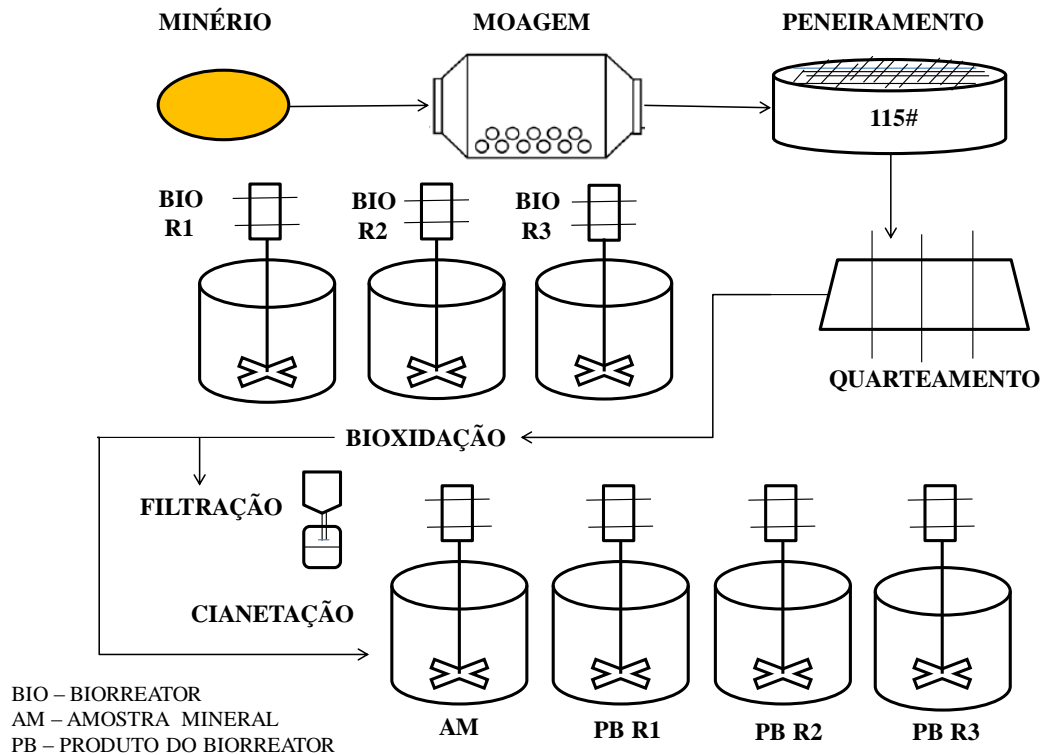 MINÉRIO
MOAGEM
PENEIRAMENTO
115#
BIO
R1
BIO
R2
BIO
R3
QUARTEAMENTO
BIOXIDAÇÃO
FILTRAÇÃO
CIANETAÇÃO
AM
PB R1
PB R2
PB R3
BIO – BIORREATOR
AM – AMOSTRA MINERAL
PB – PRODUTO DO BIORREATOR